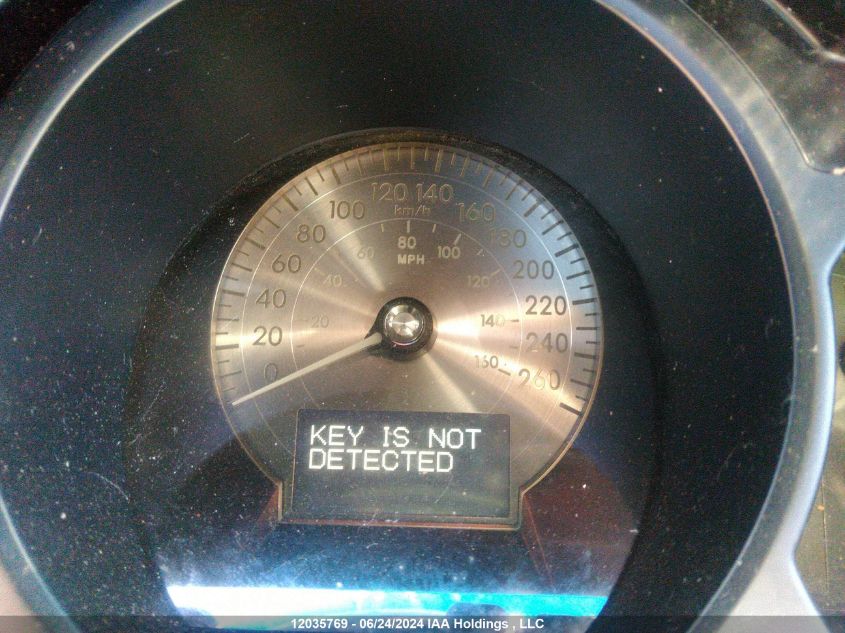 120 140
100 km/h 160
80 60 80 100 180
MPH
60 40 120 200
40 220
20 20 140 240
0 160 260
KEY IS NOT
DETECTED
12035769 - 06/24/2024 IAA Holdings , LLC